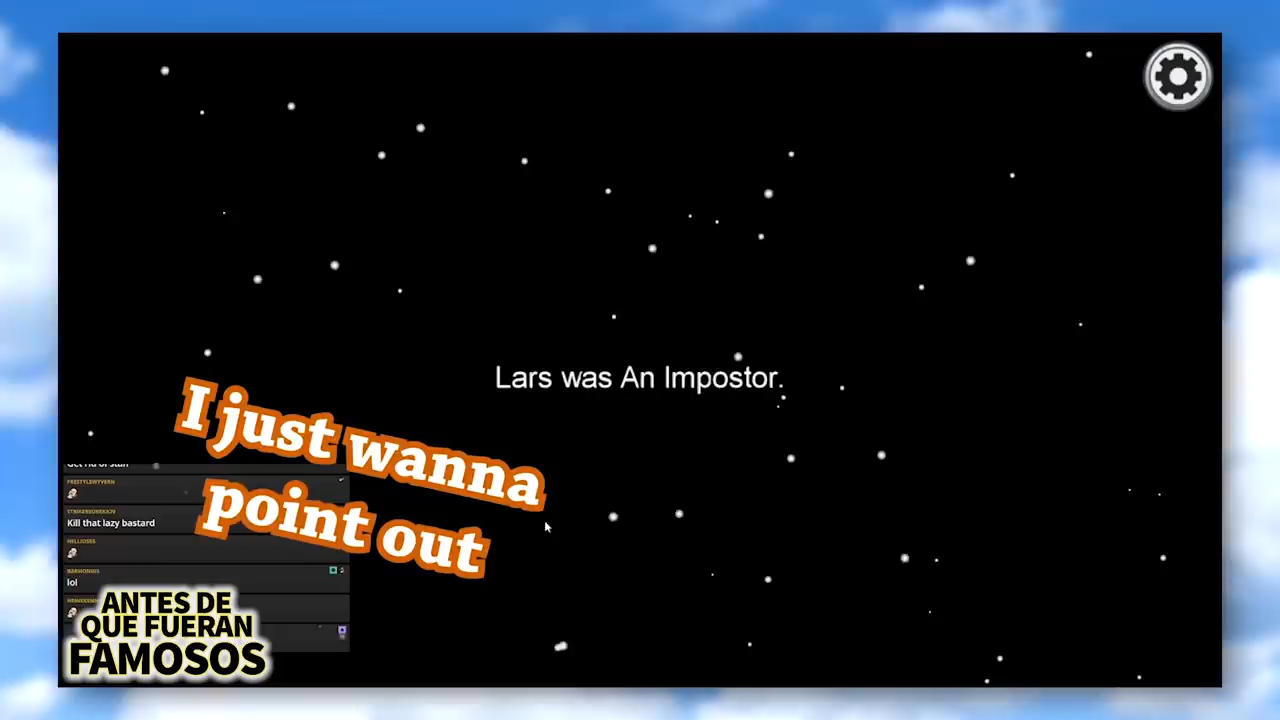 Lars was An Impostor.
I just wanna
point out
Kill that lazy bastard
lol
ANTES DE
QUE FUERAN
FAMOSOS